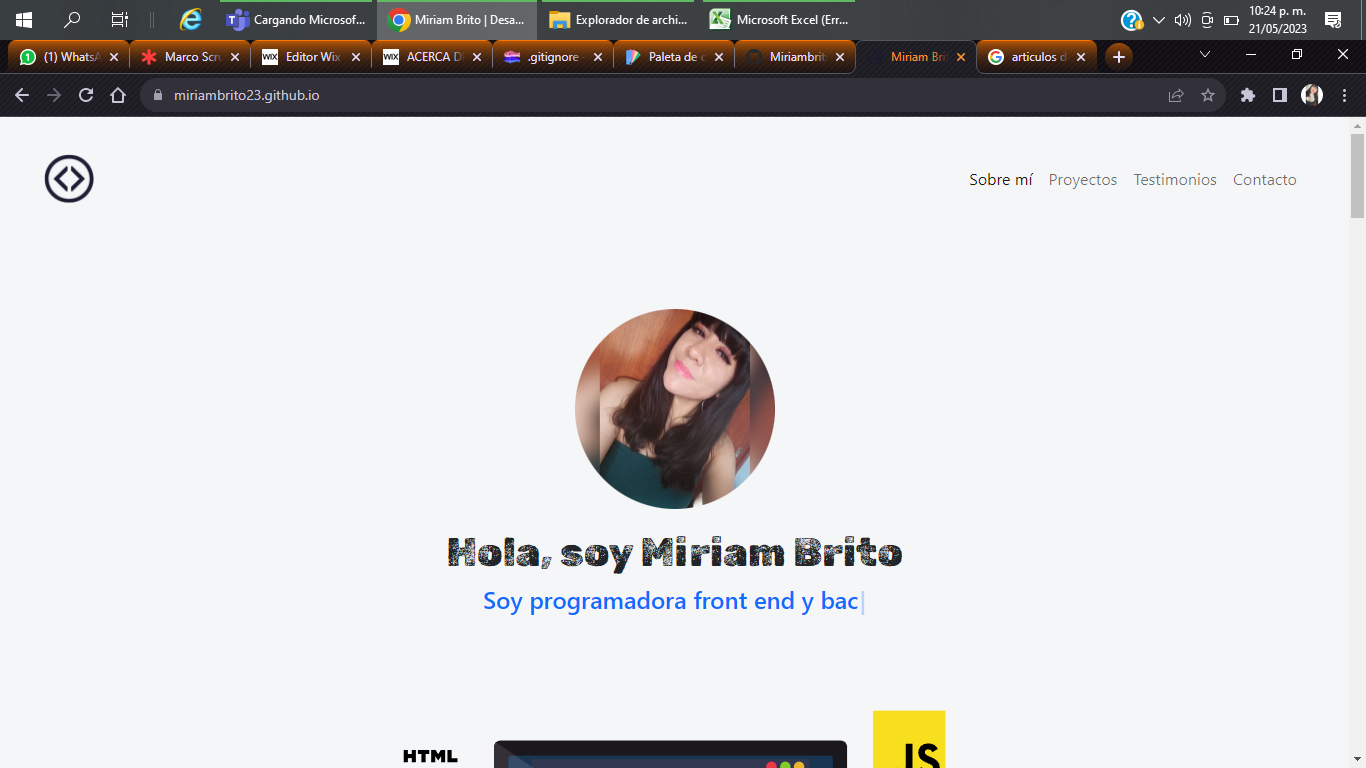 Cargando Microsof...
Miriam Brito | Desa...
Explorador de archi...
Microsoft Excel (Err...
10:24 p. m.
21/05/2023
(1) WhatsA
Marco Scru
Editor Wix
ACERCA D
.gitignore
Paleta de c
Miriambrit
Miriam Bri
articulos d
miriambrito23.github.io
Sobre mí
Proyectos
Testimonios
Contacto
Hola, soy Miriam Brito
Soy programadora front end y bac
HTML
JS